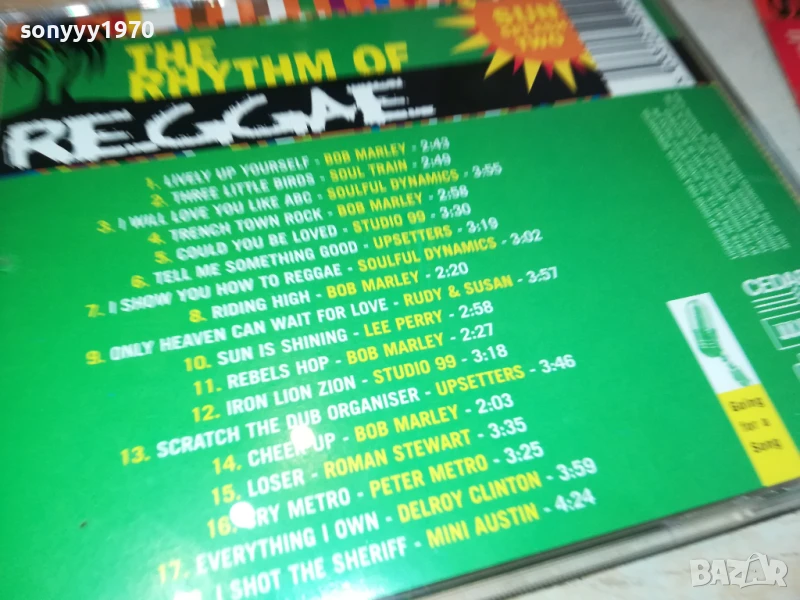 sonyyy1970
THE
RHYTHM OF
REGGAE
SUN
TWO
1. LIVELY UP YOURSELF - BOB MARLEY - 2:43
2. THREE LITTLE BIRDS - SOUL TRAIN - 2:49
3. I WILL LOVE YOU LIKE ABC - SOULFUL DYNAMICS - 3:55
4. TRENCH TOWN ROCK - BOB MARLEY - 2:58
5. COULD YOU BE LOVED - STUDIO 99 - 3:30
6. TELL ME SOMETHING GOOD - UPSETTERS - 3:19
7. I SHOW YOU HOW TO REGGAE - SOULFUL DYNAMICS - 3:02
8. RIDING HIGH - BOB MARLEY - 2:20
9. ONLY HEAVEN CAN WAIT FOR LOVE - RUDY & SUSAN - 3:57
10. SUN IS SHINING - LEE PERRY - 2:58
11. REBELS HOP - BOB MARLEY - 2:27
12. IRON LION ZION - STUDIO 99 - 3:18
13. SCRATCH THE DUB ORGANISER - UPSETTERS - 3:46
14. CHEER UP - BOB MARLEY - 2:03
15. LOSER - ROMAN STEWART - 3:35
16. METRO - PETER METRO - 3:25
17. EVERYTHING I OWN - DELROY CLINTON - 3:59
I SHOT THE SHERIFF - MINI AUSTIN - 4:24
Going
for a
Song
BAZAR